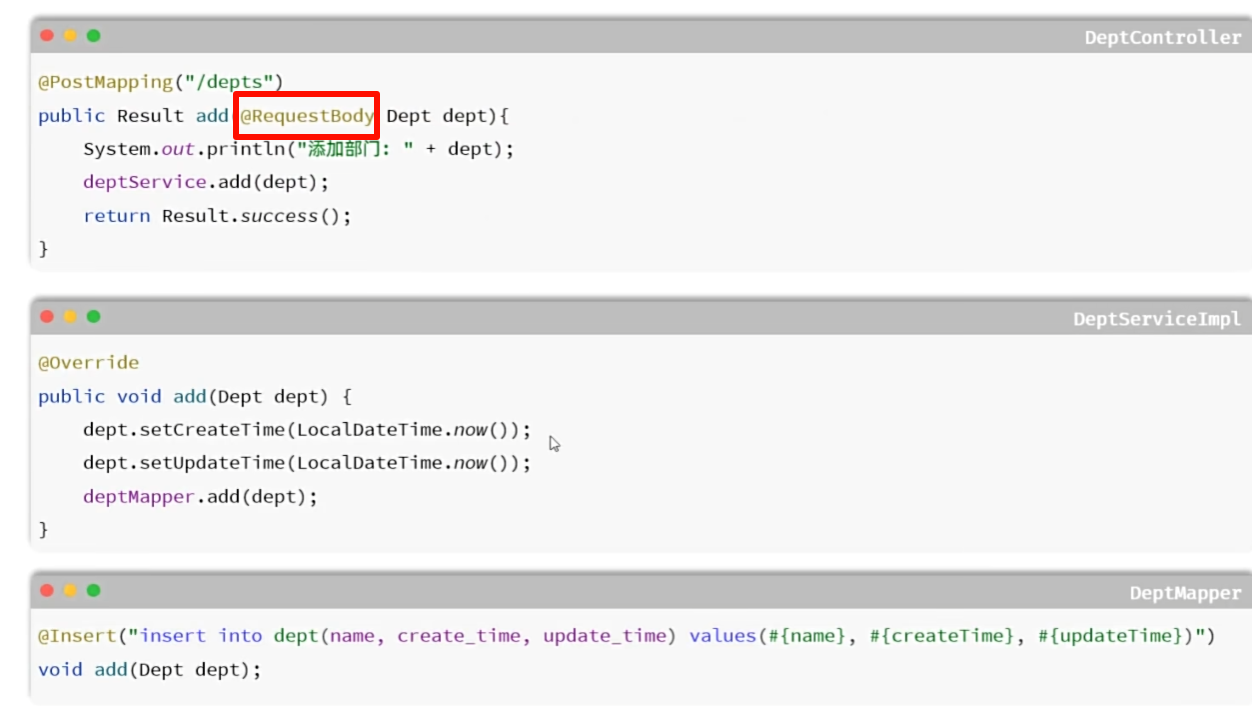 DeptController
@PostMapping("/depts")
public Result add(@RequestBody Dept dept){
System.out.println("添加部门: " + dept);
deptService.add(dept);
return Result.success();
}
DeptServiceImpl
@Override
public void add(Dept dept) {
dept.setCreateTime(LocalDateTime.now());
dept.setUpdateTime(LocalDateTime.now());
deptMapper.add(dept);
}
DeptMapper
@Insert("insert into dept(name, create_time, update_time) values(#{name}, #{createTime}, #{updateTime})")
void add(Dept dept);